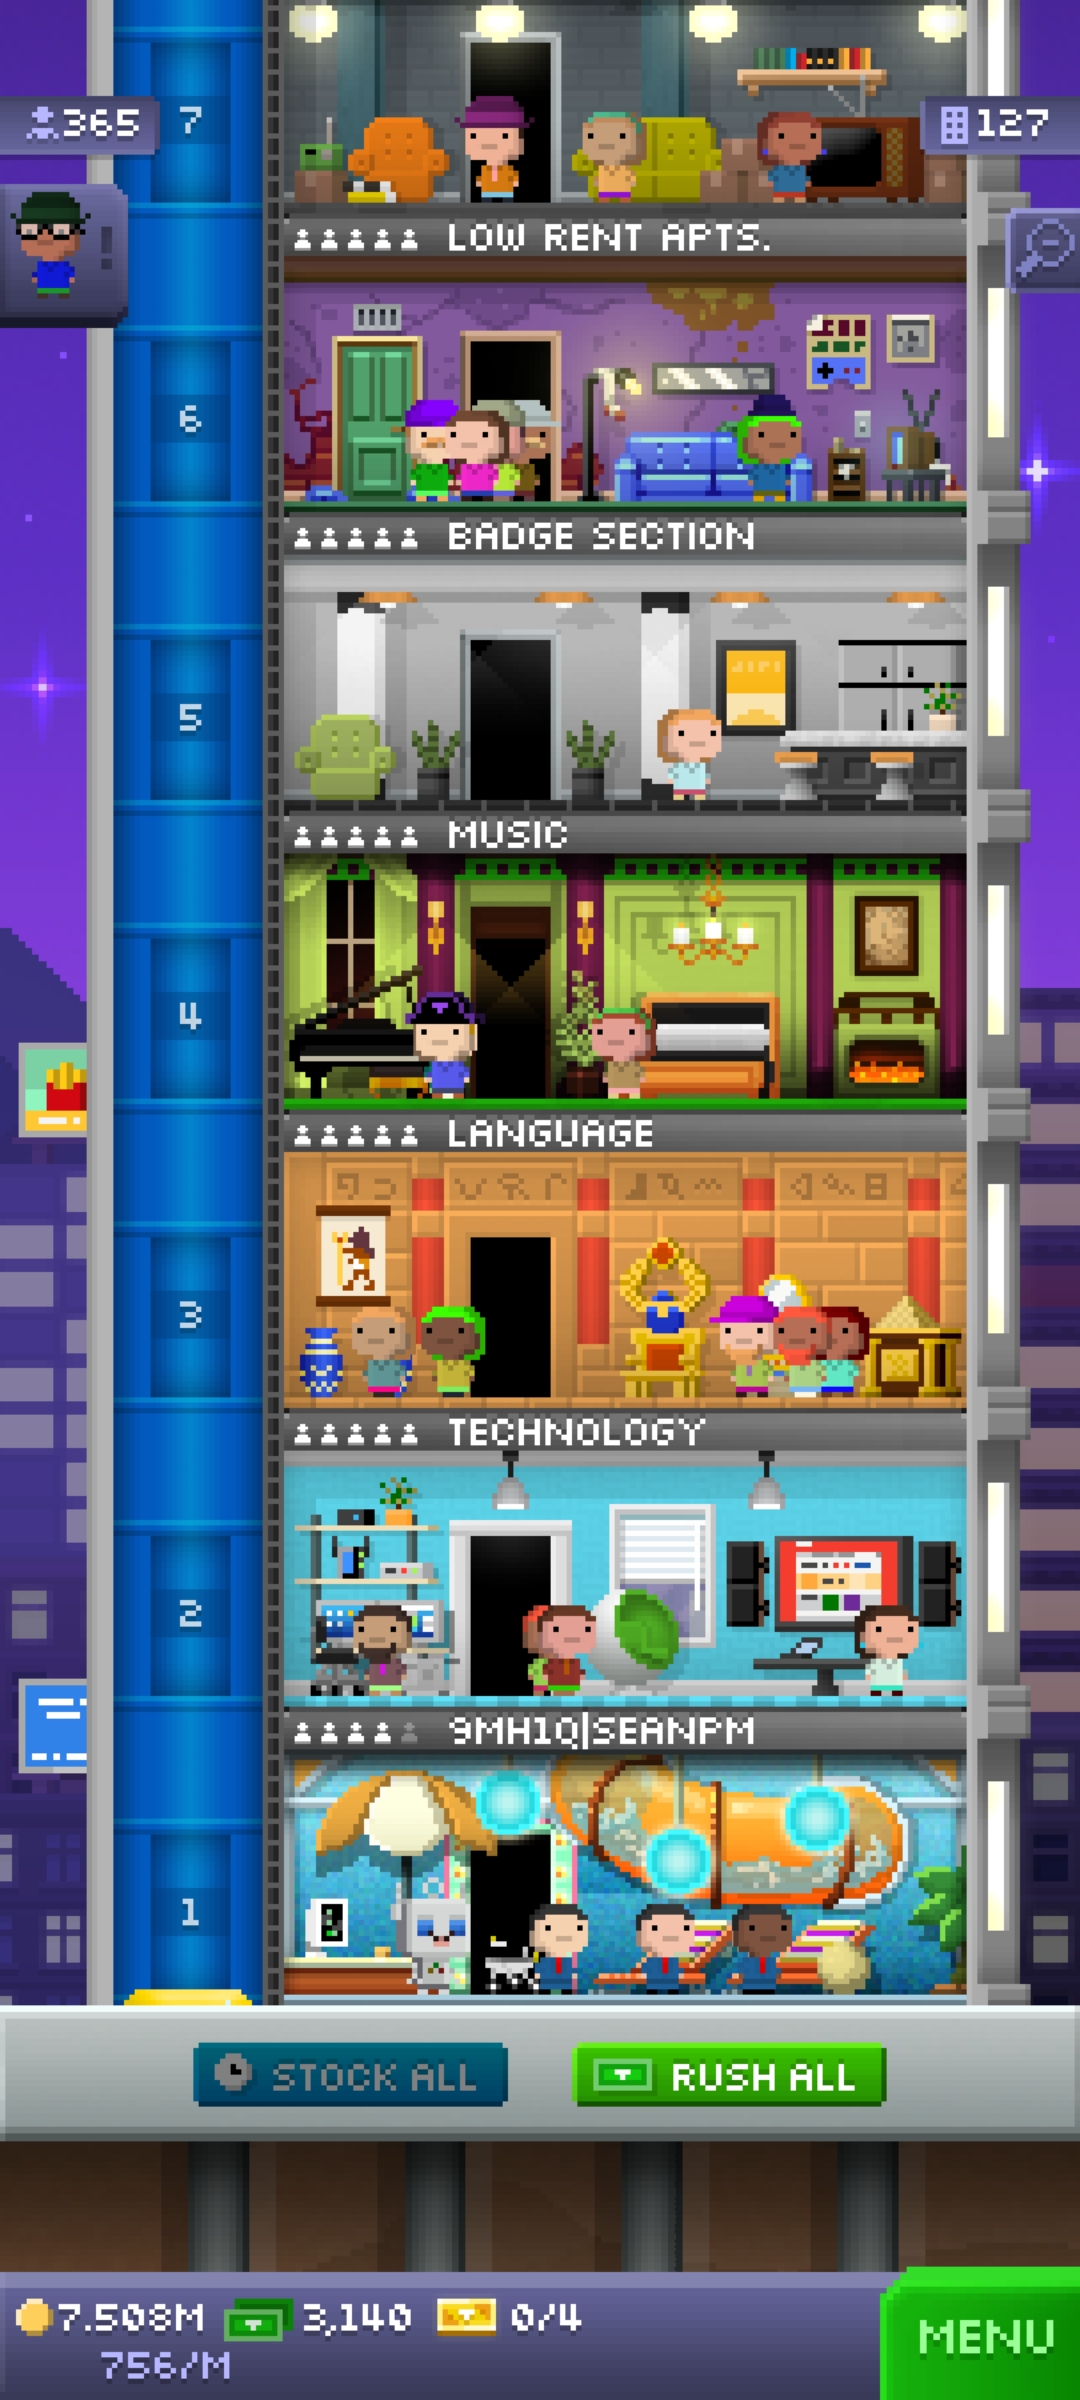 365
7
127
LOW RENT APTS.
6
BADGE SECTION
5
MUSIC
4
LANGUAGE
3
TECHNOLOGY
2
9MH1Q|SEANPM
1
STOCK ALL
RUSH ALL
7.508M
3,140
0/4
756/M
MENU